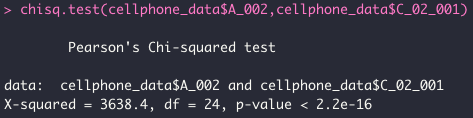 > chisq.test(cellphone_data$A_002,cellphone_data$C_02_001)
Pearson's Chi-squared test
data:  cellphone_data$A_002 and cellphone_data$C_02_001
X-squared = 3638.4, df = 24, p-value < 2.2e-16